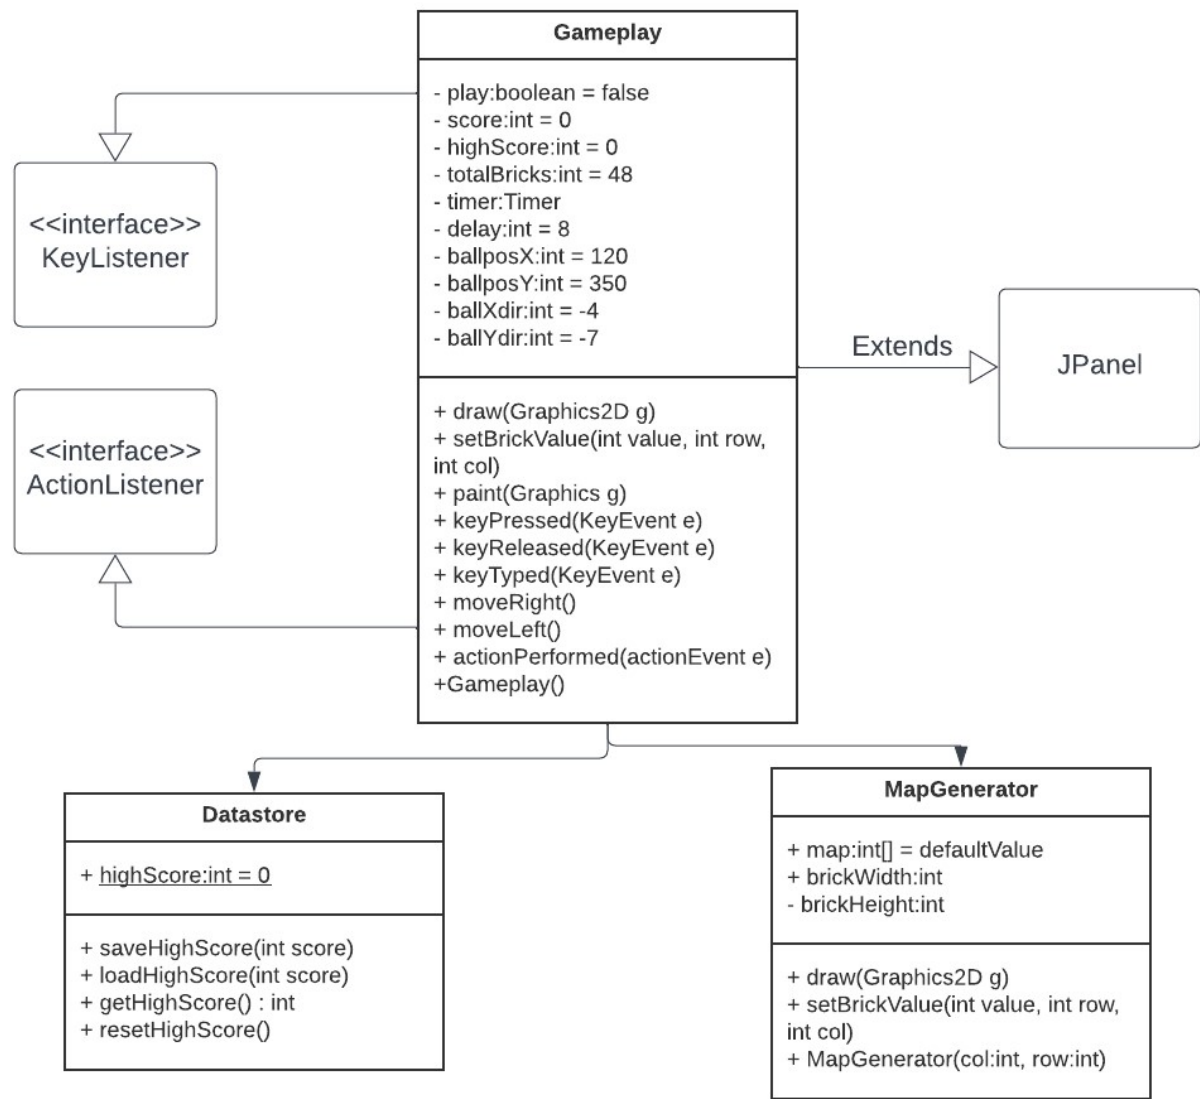 Gameplay
- play:boolean = false
- score:int = 0
- highScore:int = 0
- totalBricks:int = 48
- timer:Timer
- delay:int = 8
- ballposX:int = 120
- ballposY:int = 350
- ballXdir:int = -4
- ballYdir:int = -7
+ draw(Graphics2D g)
+ setBrickValue(int value, int row,
int col)
+ paint(Graphics g)
+ keyPressed(KeyEvent e)
+ keyReleased(KeyEvent e)
+ keyTyped(KeyEvent e)
+ moveRight()
+ moveLeft()
+ actionPerformed(actionEvent e)
+Gameplay()
<<interface>>
KeyListener
<<interface>>
ActionListener
Extends
JPanel
Datastore
+ highScore:int = 0
+ saveHighScore(int score)
+ loadHighScore(int score)
+ getHighScore() : int
+ resetHighScore()
MapGenerator
+ map:int[] = defaultValue
+ brickWidth:int
- brickHeight:int
+ draw(Graphics2D g)
+ setBrickValue(int value, int row,
int col)
+ MapGenerator(col:int, row:int)